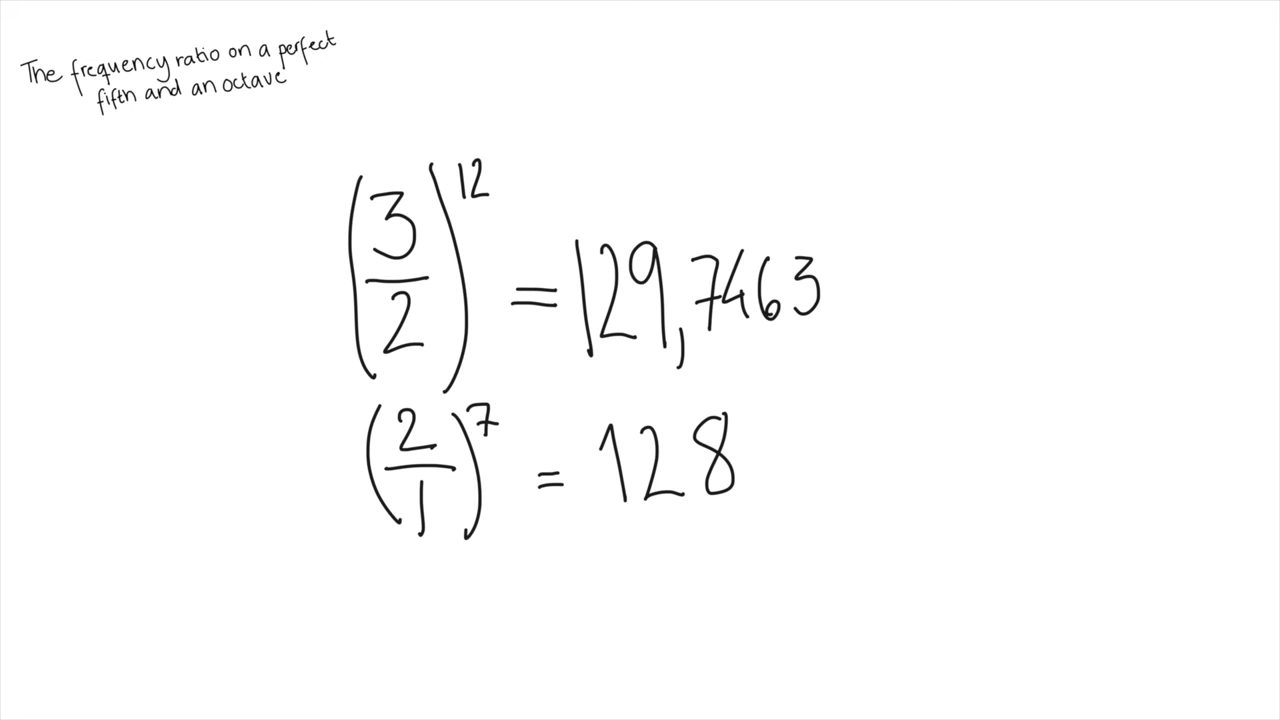 The frequency ratio on a perfect
fifth and an octave
(3/2)^12 = 129,7463
(2/1)^7 = 128